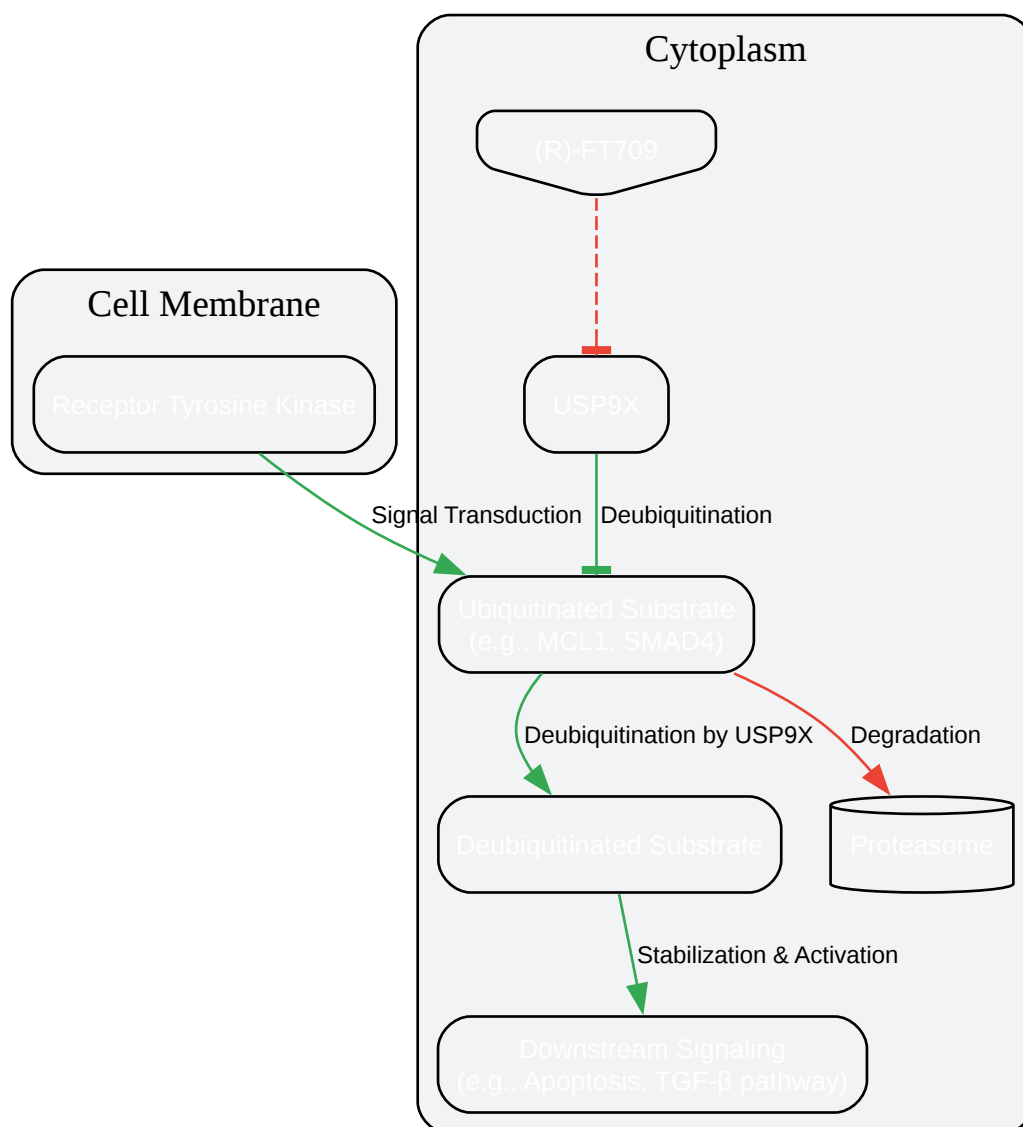 Cytoplasm
(R)-FT709
Cell Membrane
Receptor Tyrosine Kinase
USP9X
Signal Transduction
Deubiquitination
Ubiquitinated Substrate
(e.g., MCL1, SMAD4)
Deubiquitination by USP9X
Degradation
Deubiquitinated Substrate
Proteasome
Stabilization & Activation
Downstream Signaling
(e.g., Apoptosis, TGF-β pathway)